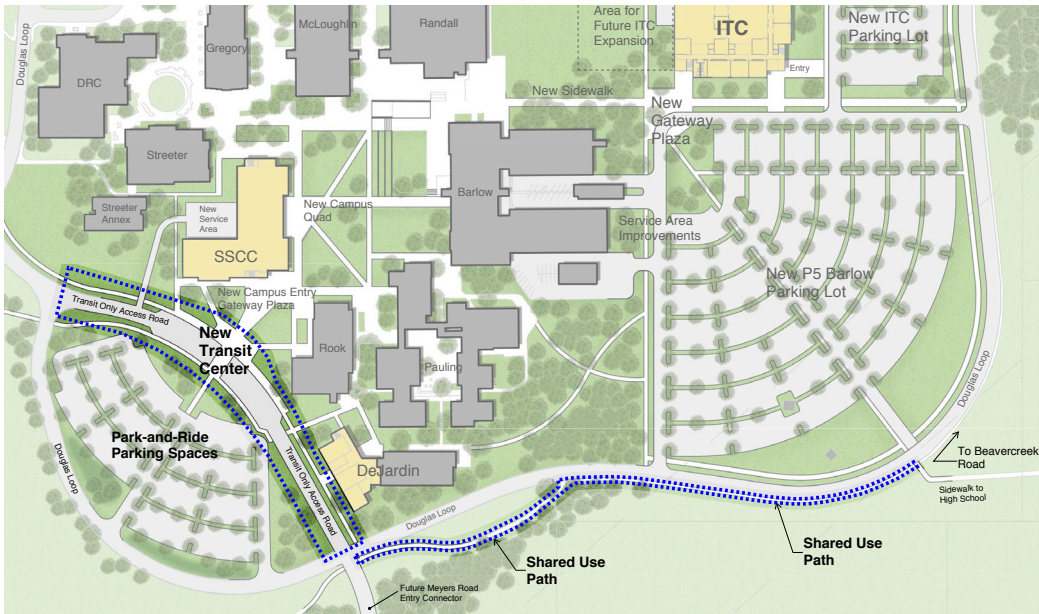 Douglas Loop
McLoughlin
Randall
Area for
Future ITC
Expansion
ITC
New ITC
Parking Lot
Gregory
DRC
Entry
New Sidewalk
New
Gateway
Plaza
Streeter
Barlow
Streeter
Annex
New
Service
Area
New Campus
Quad
Service Area
Improvements
SSCC
New P5 Barlow
Parking Lot
New Campus Entry
Gateway Plaza
Transit Only Access Road
New
Transit
Center
Rook
Pauling
Douglas Loop
Park-and-Ride
Parking Spaces
Transit Only Access Road
DeJardin
To Beavercreek
Road
Douglas Loop
Sidewalk to
High School
Douglas Loop
Shared Use
Path
Shared Use
Path
Future Meyers Road
Entry Connector